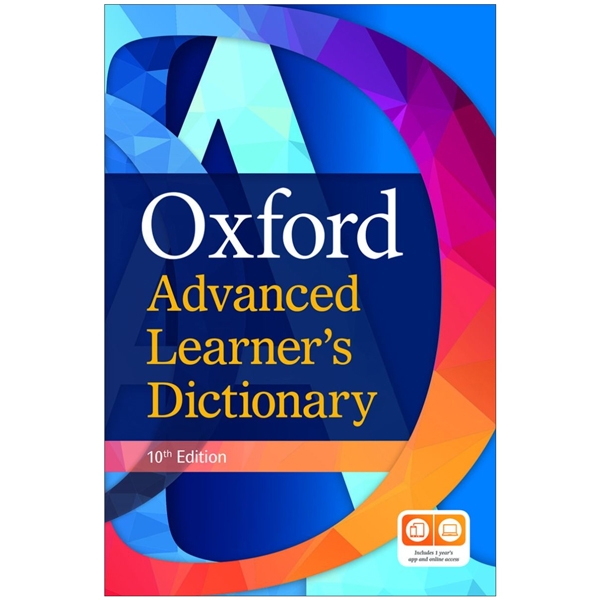 Oxford
Advanced
Learner's
Dictionary
10th Edition
Includes 1 year's
app and online access